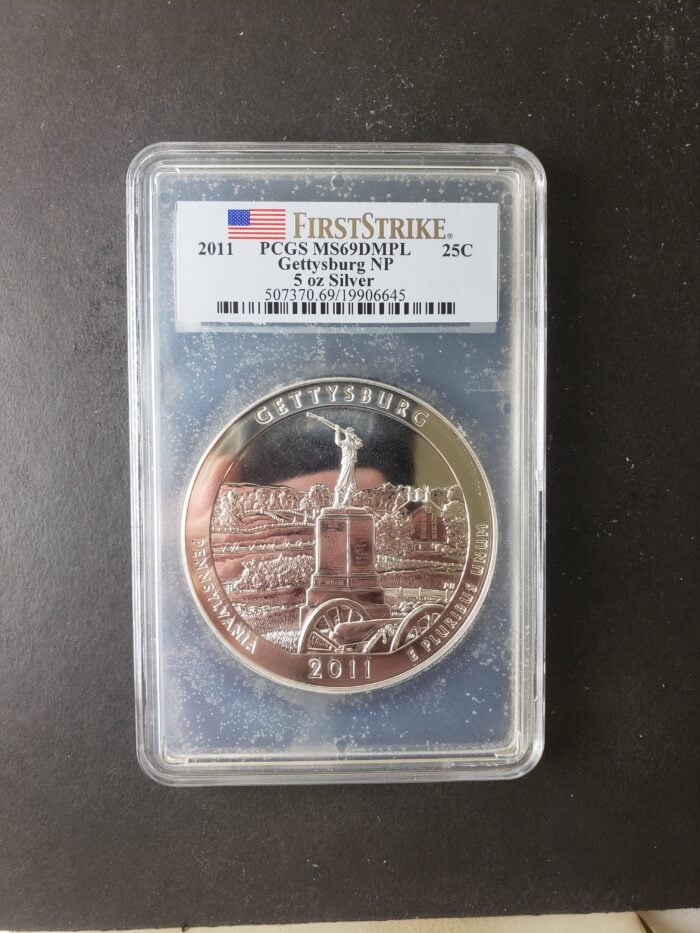 FIRSTSTRIKE®
2011 PCGS MS69DMPL 25C
Gettysburg NP
5 oz Silver
507370.69/19906645
GETTYSBURG
PENNSYLVANIA
2011
E PLURIBUS UNUM